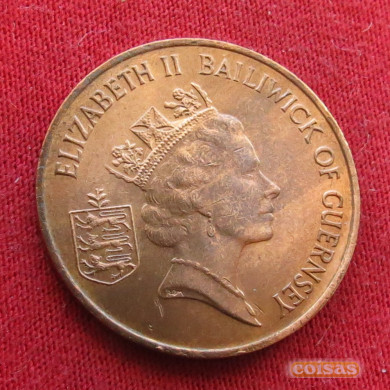 ELIZABETH II BAILIWICK OF GUERNSEY
coisas